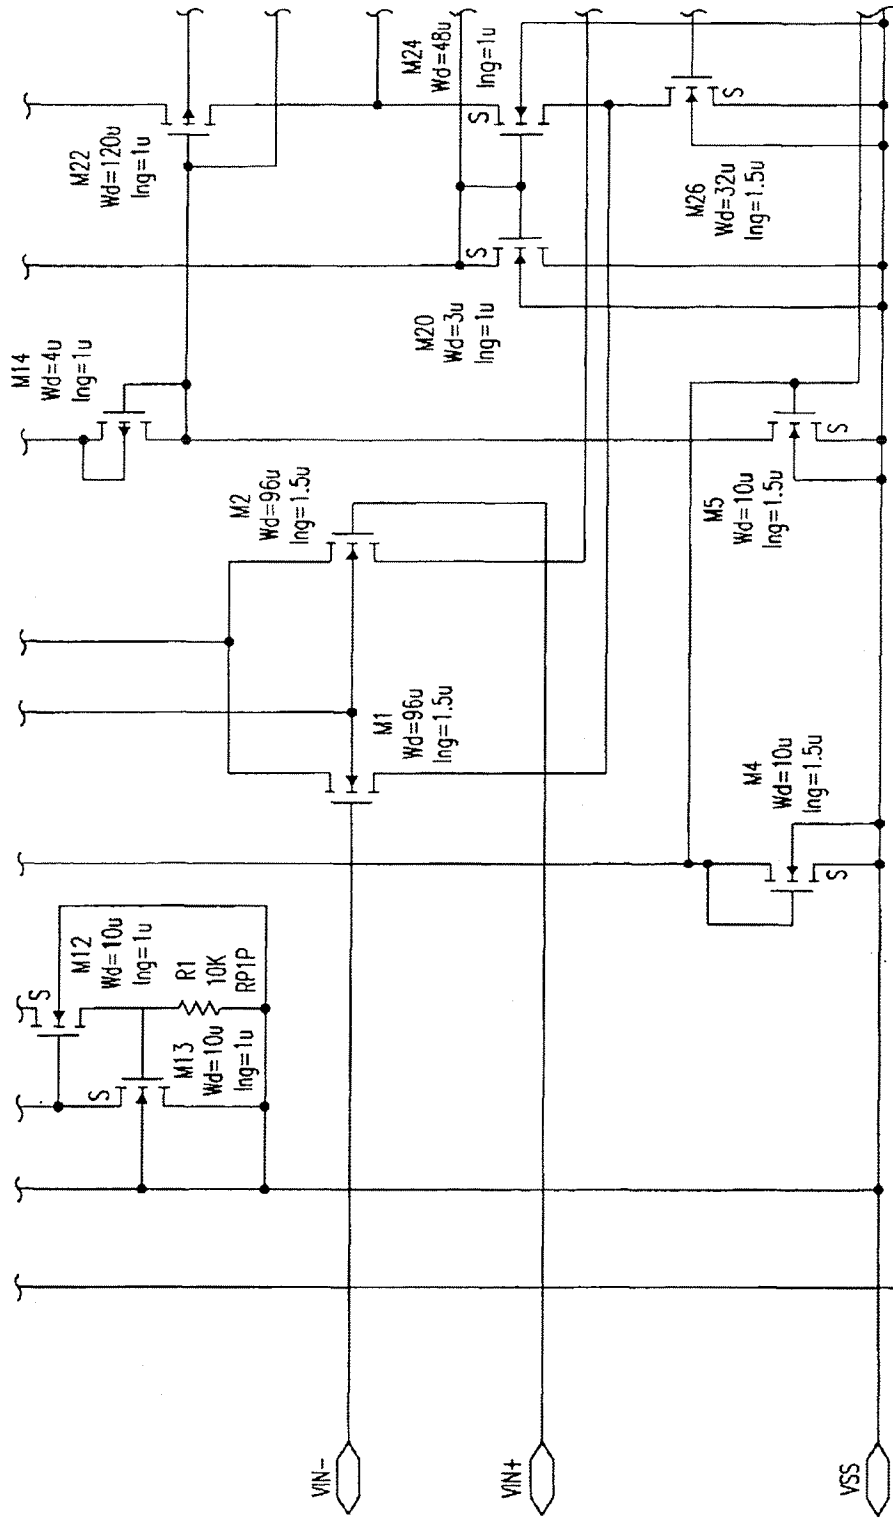 M22
Wd=120u
lng=1u
M24
Wd=48u
lng=1u
S
M14
Wd=4u
lng=1u
M20
Wd=3u
lng=1u
S
M26
Wd=32u
lng=1.5u
S
M2
Wd=96u
lng=1.5u
M5
Wd=10u
lng=1.5u
S
M1
Wd=96u
lng=1.5u
M4
Wd=10u
lng=1.5u
S
S
M12
Wd=10u
lng=1u
R1
10K
RP1P
S
M13
Wd=10u
lng=1u
VIN-
VIN+
VSS